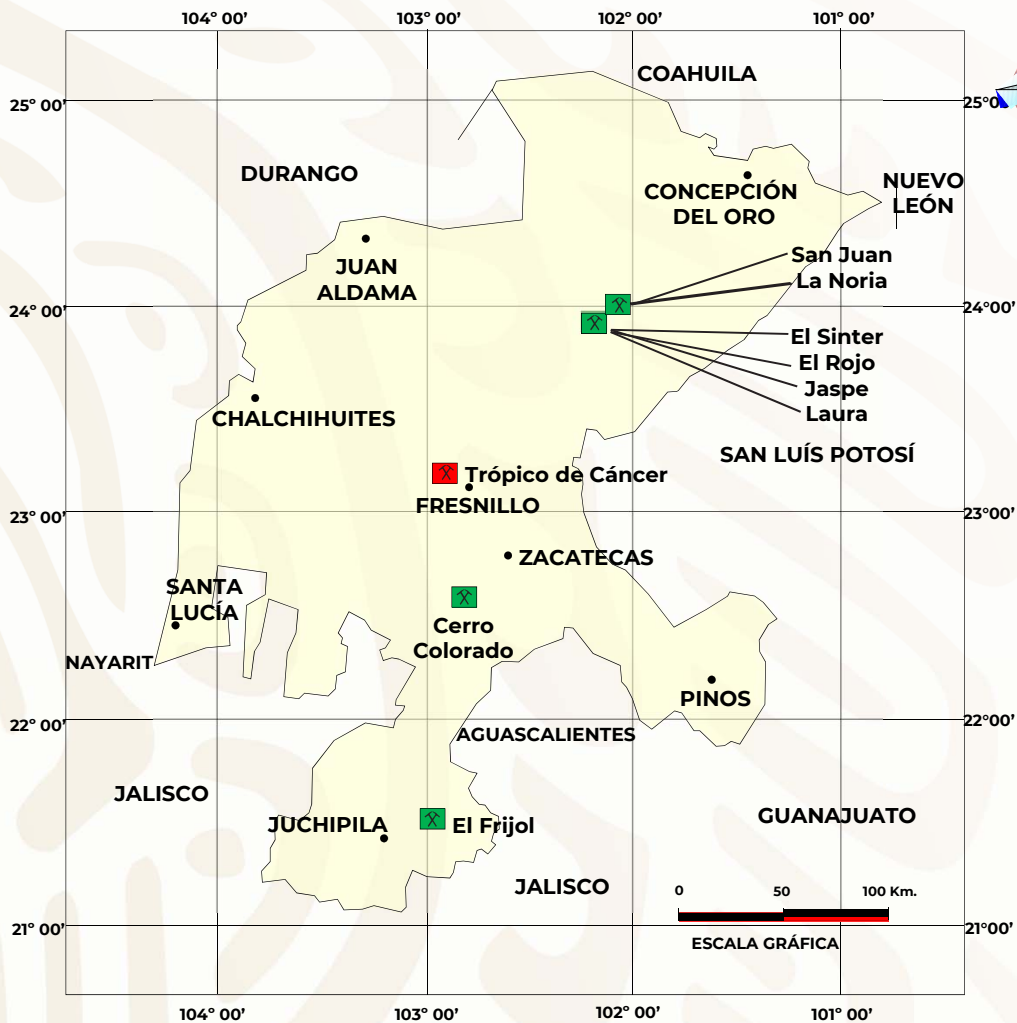 104° 00'
103° 00'
102° 00'
101° 00'
COAHUILA
25° 00'
25° 00'
DURANGO
CONCEPCIÓN
DEL ORO
NUEVO
LEÓN
San Juan
La Noria
JUAN
ALDAMA
24° 00'
24°00'
El Sinter
El Rojo
Jaspe
Laura
CHALCHIHUITES
SAN LUÍS POTOSÍ
Trópico de Cáncer
FRESNILLO
23° 00'
23°00'
ZACATECAS
SANTA
LUCÍA
Cerro
Colorado
NAYARIT
PINOS
22° 00'
22°00'
AGUASCALIENTES
JALISCO
GUANAJUATO
JUCHIPILA
El Frijol
JALISCO
0
50
100 Km.
ESCALA GRÁFICA
21° 00'
21°00'
104° 00'
103° 00'
102° 00'
101° 00'